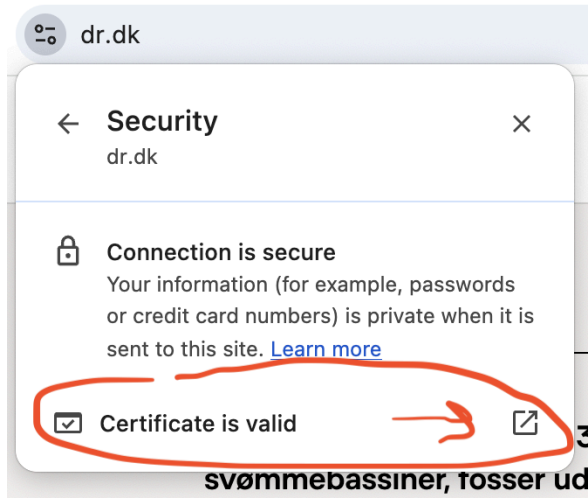 dr.dk
Security
dr.dk
Connection is secure
Your information (for example, passwords
or credit card numbers) is private when it is
sent to this site. Learn more
Certificate is valid
3
svømmebassiner, fosser ud